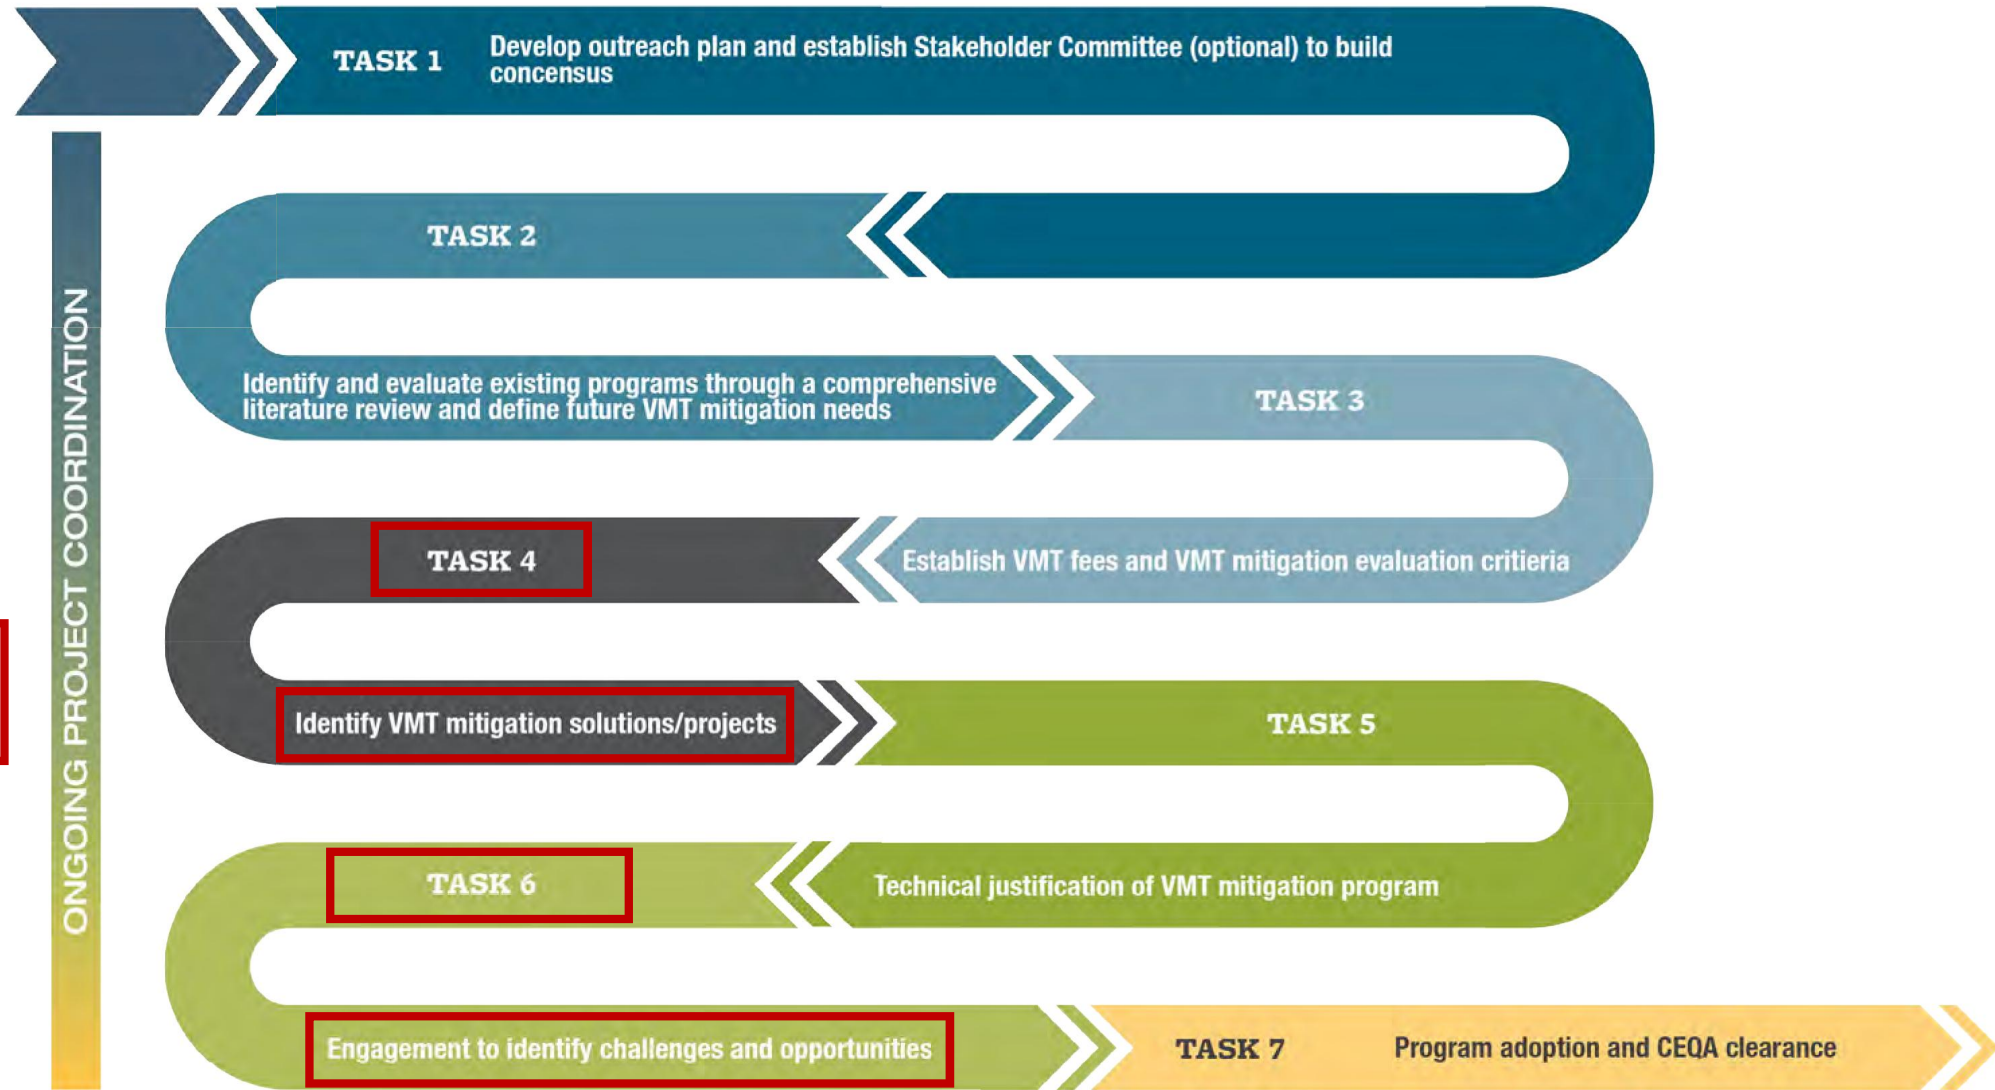 TASK 1
Develop outreach plan and establish Stakeholder Committee (optional) to build
concensus
TASK 2
Identify and evaluate existing programs through a comprehensive
literature review and define future VMT mitigation needs
TASK 3
Establish VMT fees and VMT mitigation evaluation critieria
TASK 4
Identify VMT mitigation solutions/projects
TASK 5
Technical justification of VMT mitigation program
TASK 6
Engagement to identify challenges and opportunities
TASK 7
Program adoption and CEQA clearance
ONGOING PROJECT COORDINATION